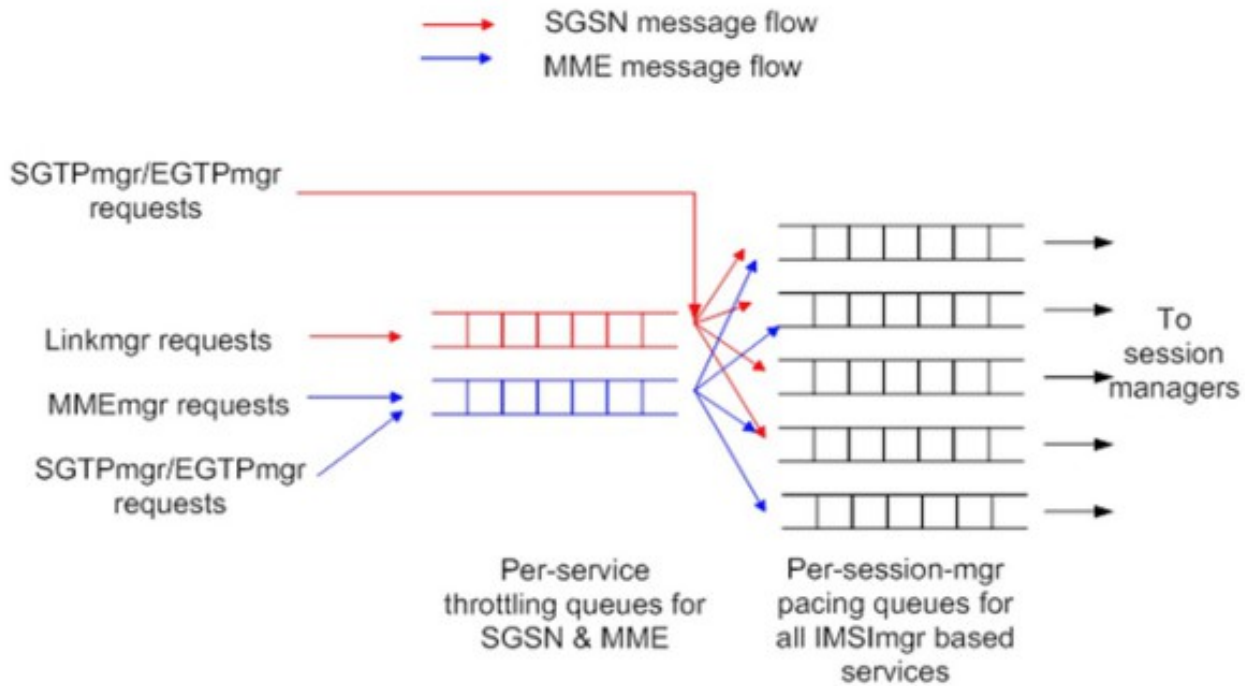 SGSN message flow
MME message flow
SGTPmgr/EGTPmgr
requests
Linkmgr requests
MMEmgr requests
SGTPmgr/EGTPmgr
requests
To
session
managers
Per-service
throttling queues for
SGSN & MME
Per-session-mgr
pacing queues for
all IMSImgr based
services